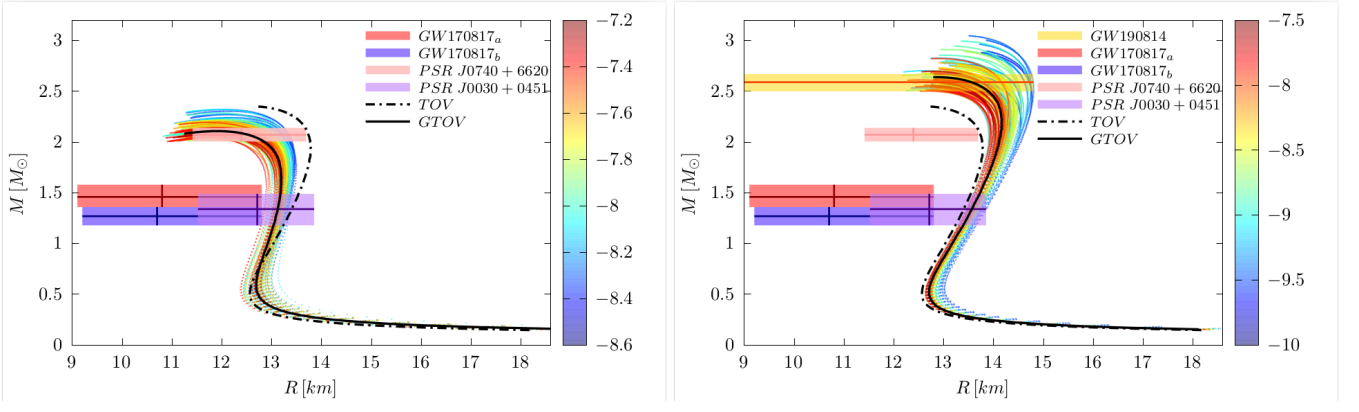 3
2.5
2
1.5
1
0.5
0
M [M⊙]
9 10 11 12 13 14 15 16 17 18
R [km]
GW170817a
GW170817b
PSR J0740 + 6620
PSR J0030 + 0451
TOV
GTOV
−7.2
−7.4
−7.6
−7.8
−8
−8.2
−8.4
−8.6
3
2.5
2
1.5
1
0.5
0
M [M⊙]
9 10 11 12 13 14 15 16 17 18
R [km]
GW190814
GW170817a
GW170817b
PSR J0740 + 6620
PSR J0030 + 0451
TOV
GTOV
−7.5
−8
−8.5
−9
−9.5
−10